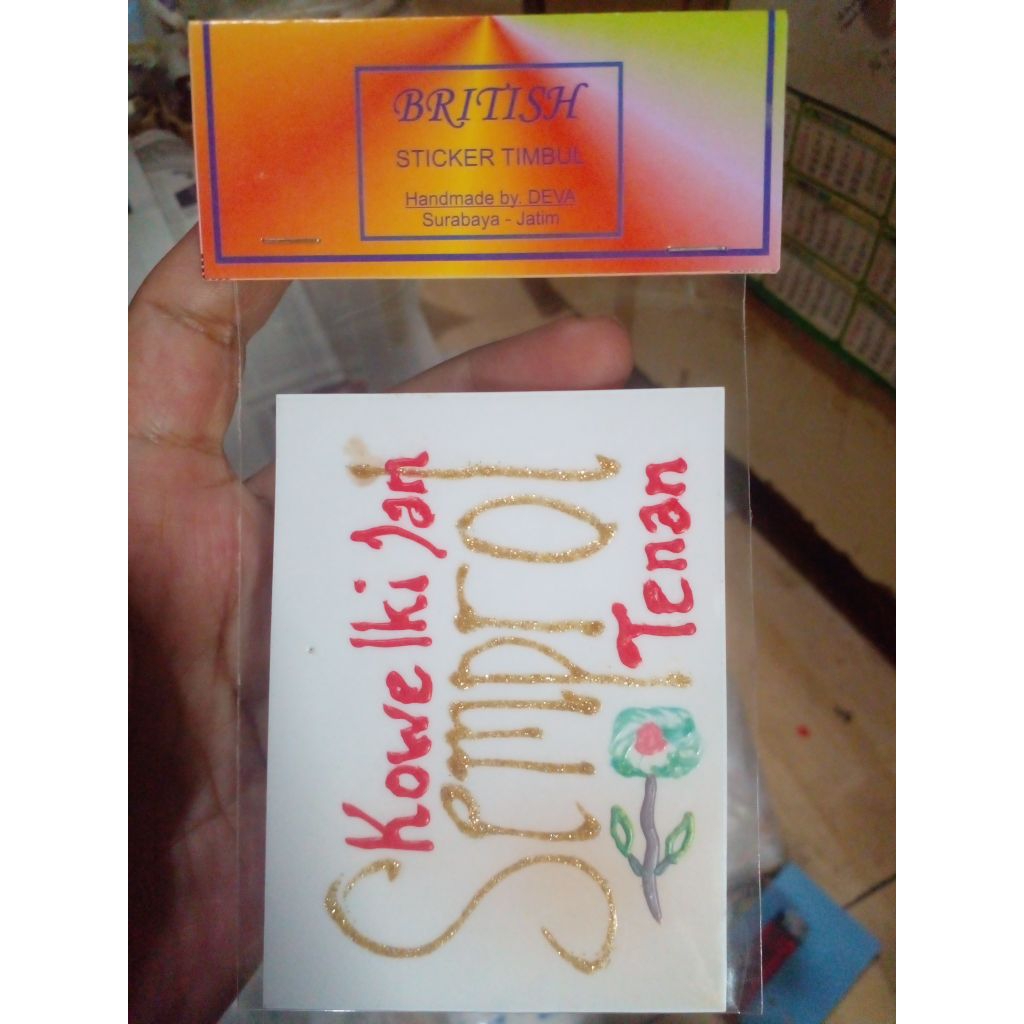 BRITISH
STICKER TIMBUL
Handmade by. DEVA
Surabaya - Jatim
Kowe Iki Jan
Semprol
Tenan